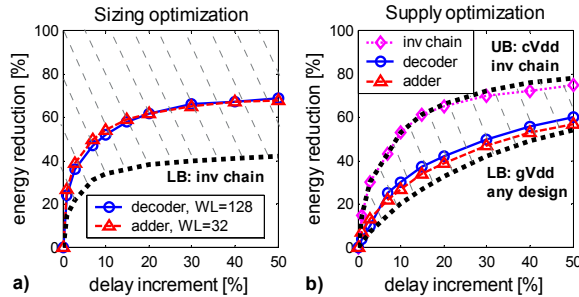 Sizing optimization
energy reduction [%]
100
80
60
40
20
0
0 10 20 30 40 50
delay increment [%]
LB: inv chain
decoder, WL=128
adder, WL=32
a)
Supply optimization
energy reduction [%]
100
80
60
40
20
0
0 10 20 30 40 50
delay increment [%]
inv chain
decoder
adder
UB: cVdd
inv chain
LB: gVdd
any design
b)